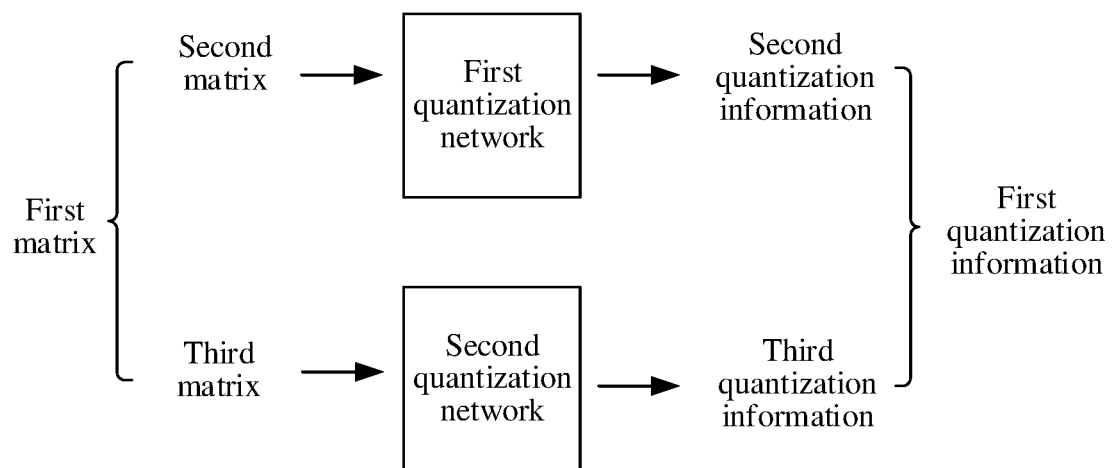 First
matrix
Second
matrix
First
quantization
network
Second
quantization
information
Third
matrix
Second
quantization
network
Third
quantization
information
First
quantization
information